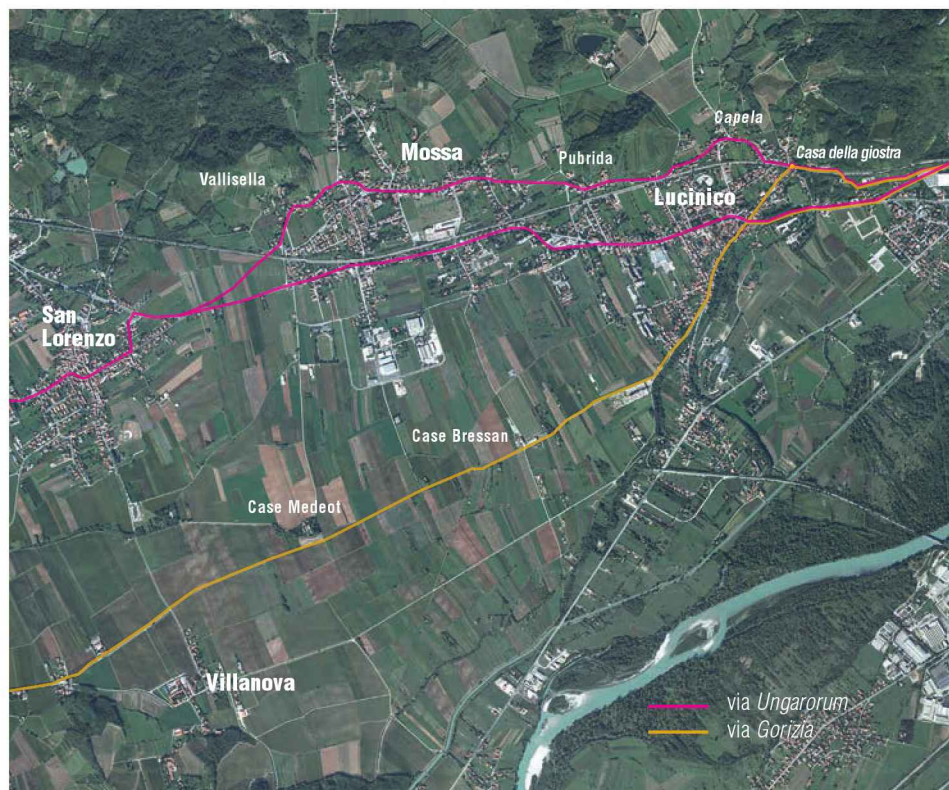 Capela
Casa della giostra
Mossa
Pubrida
Vallisella
Lucinico
San
Lorenzo
Case Bressan
Case Medeot
Villanova
via Ungarorum
via Gorizia